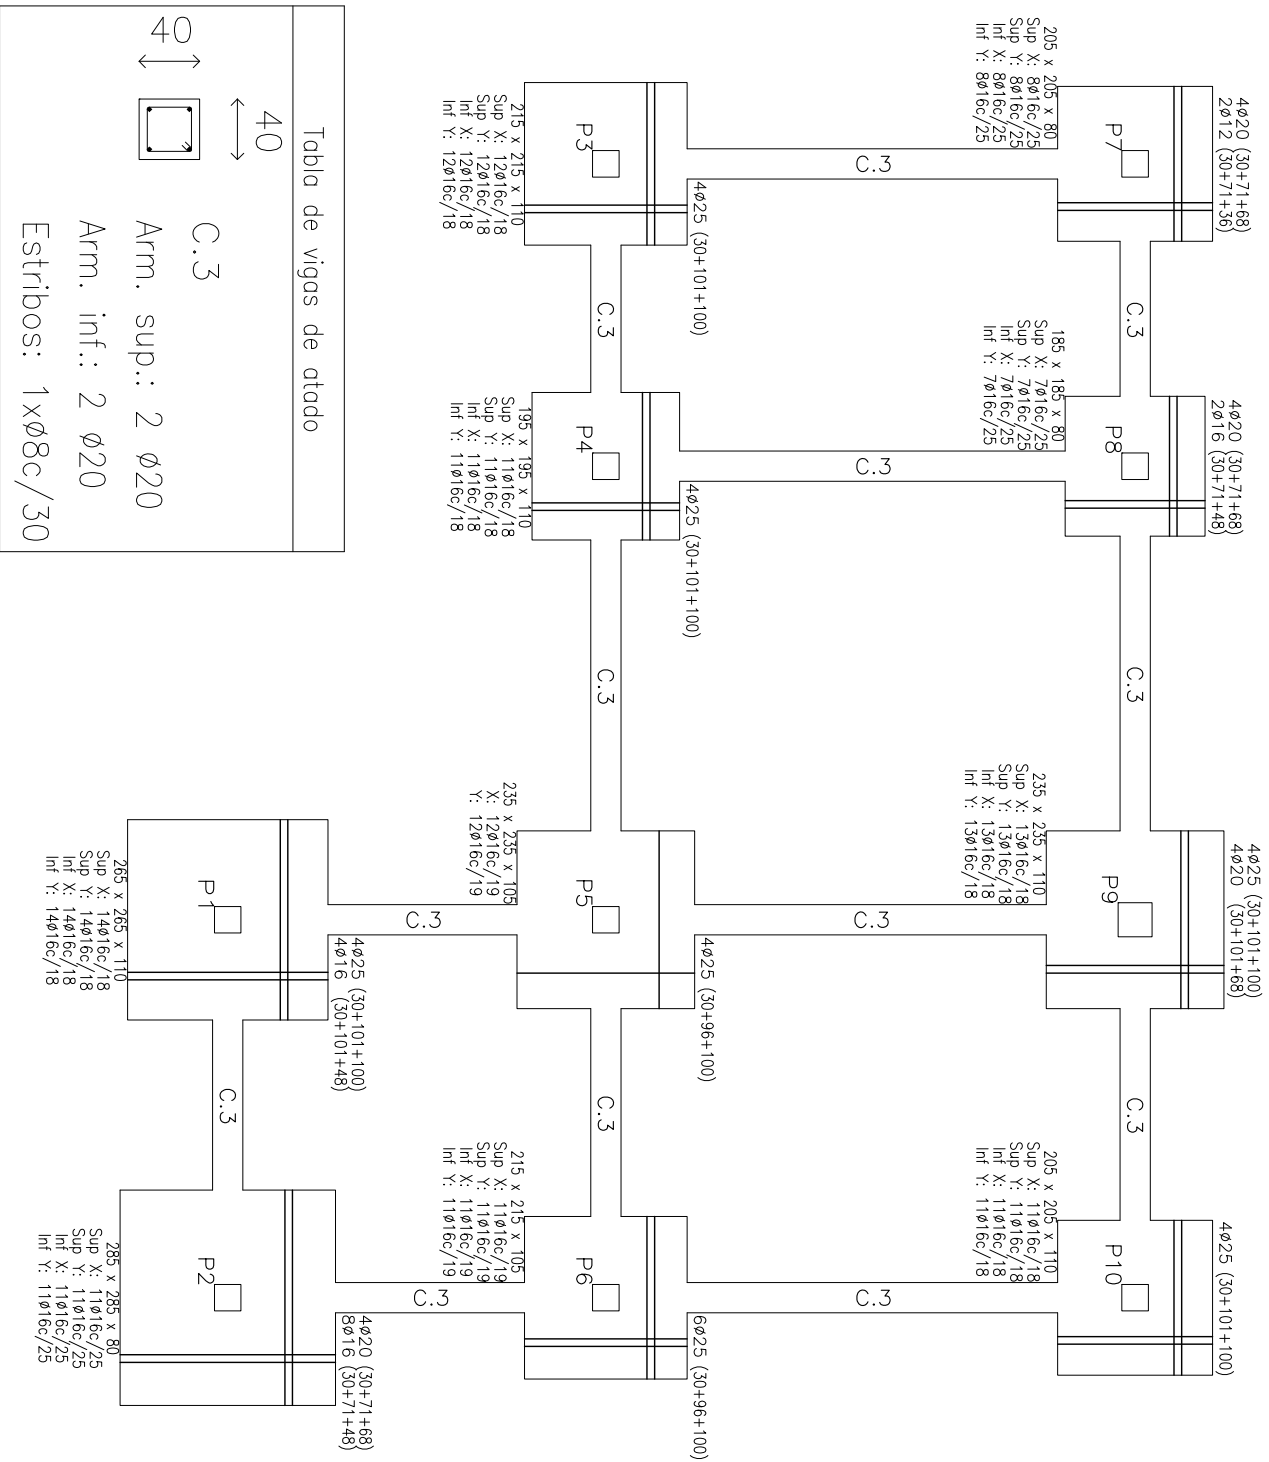 4ø20 (30+71+68)
2ø12 (30+71+36)
P7
205 x 205 x 80
Sup X: 8ø16c/25
Sup Y: 8ø16c/25
Inf X: 8ø16c/25
Inf Y: 8ø16c/25
C.3
4ø20 (30+71+68)
2ø16 (30+71+48)
P8
185 x 185 x 80
Sup X: 7ø16c/25
Sup Y: 7ø16c/25
Inf X: 7ø16c/25
Inf Y: 7ø16c/25
C.3
4ø25 (30+101+100)
4ø20 (30+101+68)
P9
235 x 235 x 110
Sup X: 13ø16c/18
Sup Y: 13ø16c/18
Inf X: 13ø16c/18
Inf Y: 13ø16c/18
C.3
4ø25 (30+101+100)
P10
205 x 205 x 110
Sup X: 11ø16c/18
Sup Y: 11ø16c/18
Inf X: 11ø16c/18
Inf Y: 11ø16c/18
C.3
C.3
C.3
C.3
4ø25 (30+101+100)
P3
215 x 215 x 110
Sup X: 12ø16c/18
Sup Y: 12ø16c/18
Inf X: 12ø16c/18
Inf Y: 12ø16c/18
C.3
4ø25 (30+101+100)
P4
195 x 195 x 110
Sup X: 11ø16c/18
Sup Y: 11ø16c/18
Inf X: 11ø16c/18
Inf Y: 11ø16c/18
C.3
4ø25 (30+96+100)
P5
235 x 235 x 105
X: 12ø16c/19
Y: 12ø16c/19
C.3
6ø25 (30+96+100)
P6
215 x 215 x 105
Sup X: 11ø16c/19
Sup Y: 11ø16c/19
Inf X: 11ø16c/19
Inf Y: 11ø16c/19
C.3
C.3
4ø25 (30+101+100)
4ø16 (30+101+48)
P1
265 x 265 x 110
Sup X: 14ø16c/18
Sup Y: 14ø16c/18
Inf X: 14ø16c/18
Inf Y: 14ø16c/18
C.3
4ø20 (30+71+68)
8ø16 (30+71+48)
P2
285 x 285 x 80
Sup X: 11ø16c/25
Sup Y: 11ø16c/25
Inf X: 11ø16c/25
Inf Y: 11ø16c/25
Tabla de vigas de atado
40
40
C.3
Arm. sup.: 2 ø20
Arm. inf.: 2 ø20
Estribos: 1xø8c/30